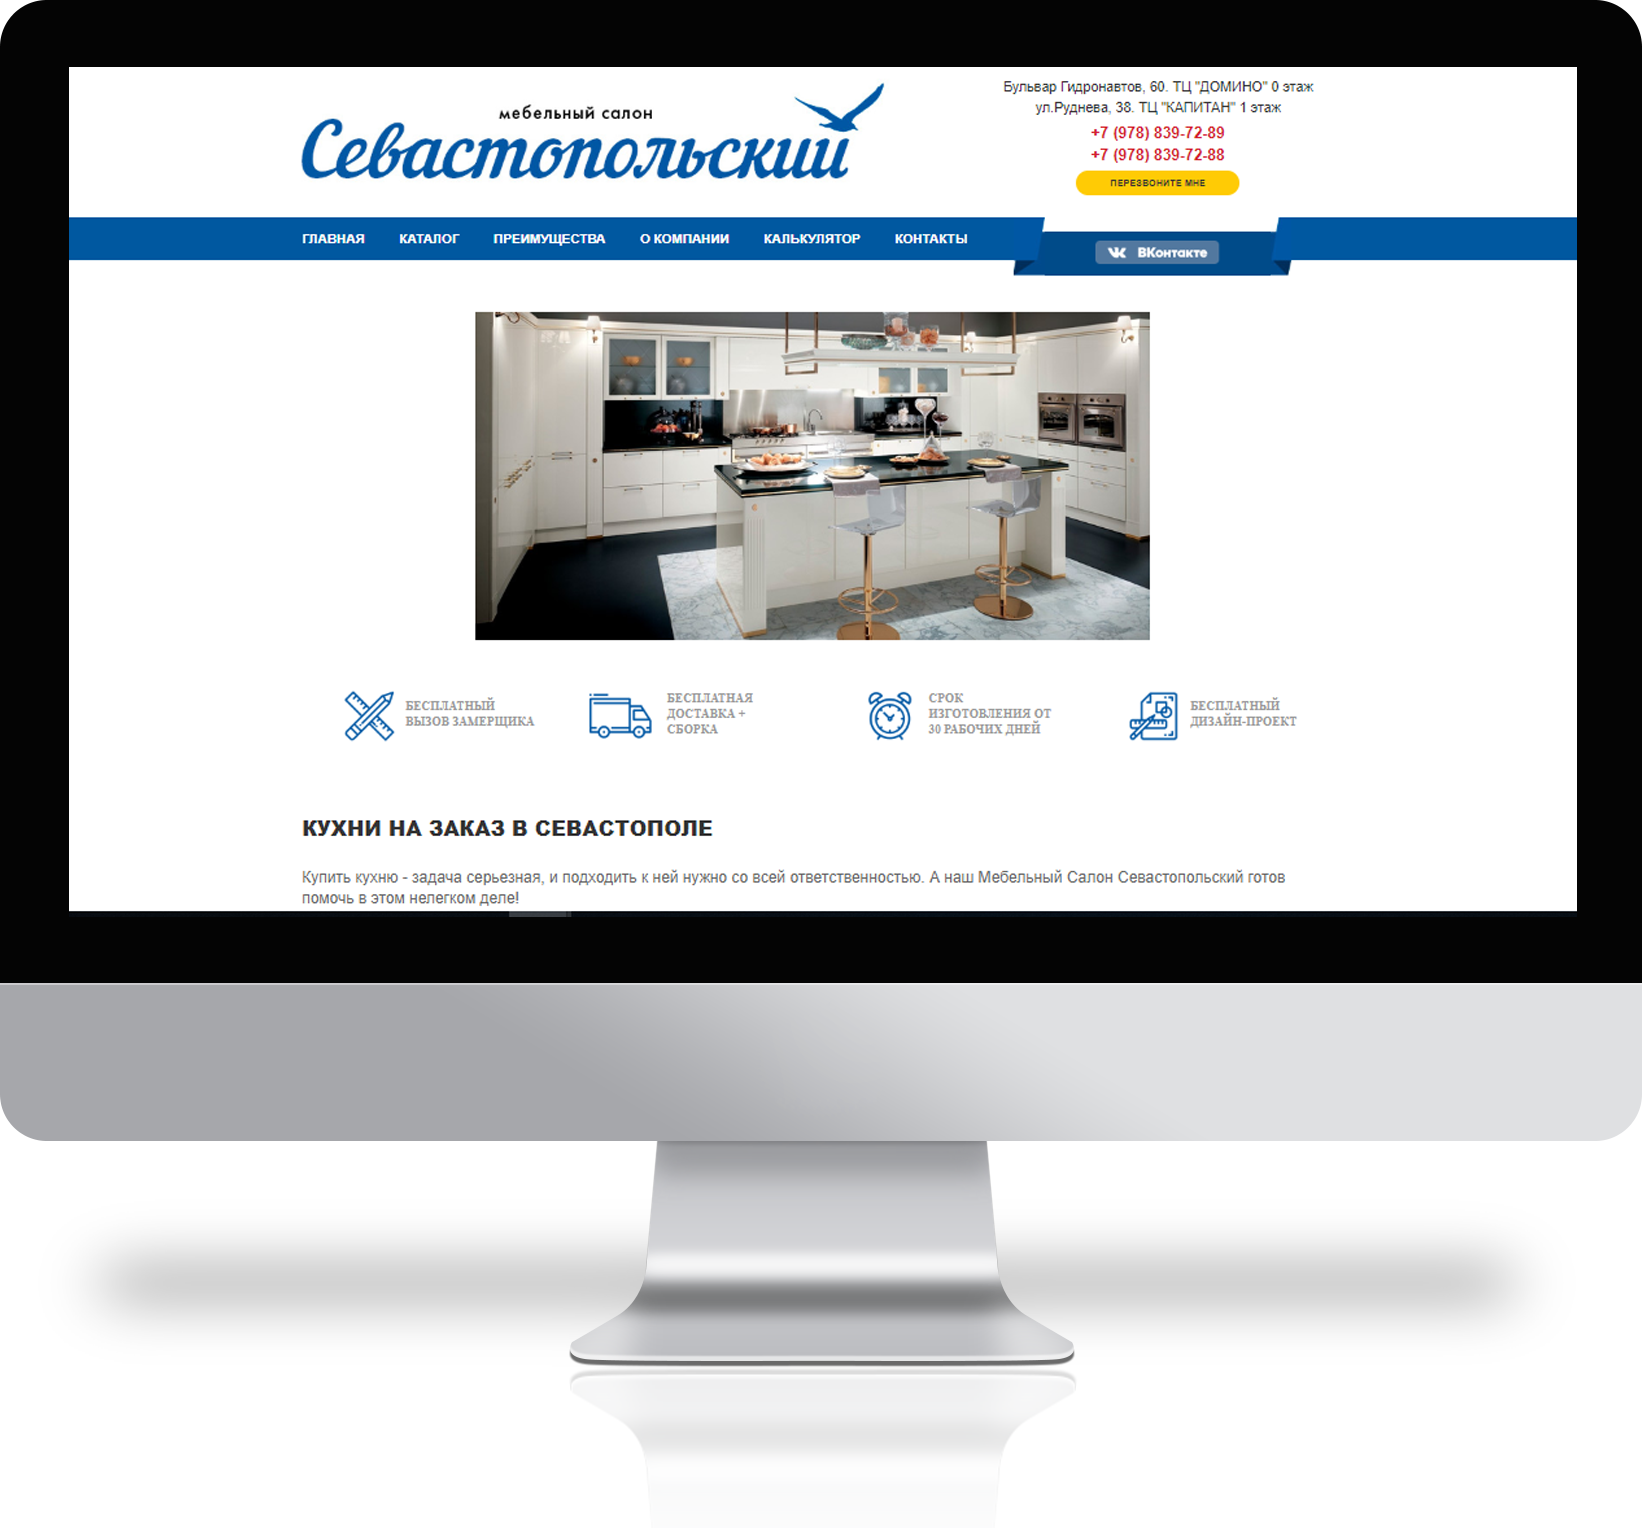 мебельный салон
Севастопольский
Бульвар Гидронавтов, 60. ТЦ "ДОМИНО" 0 этаж
ул.Руднева, 38. ТЦ "КАПИТАН" 1 этаж
+7 (978) 839-72-89
+7 (978) 839-72-88
ПЕРЕЗВОНИТЕ МНЕ
ГЛАВНАЯ КАТАЛОГ ПРЕИМУЩЕСТВА О КОМПАНИИ КАЛЬКУЛЯТОР КОНТАКТЫ
ВКонтакте
БЕСПЛАТНЫЙ
ВЫЗОВ ЗАМЕРЩИКА
БЕСПЛАТНАЯ
ДОСТАВКА +
СБОРКА
СРОК
ИЗГОТОВЛЕНИЯ ОТ
30 РАБОЧИХ ДНЕЙ
БЕСПЛАТНЫЙ
ДИЗАЙН-ПРОЕКТ
КУХНИ НА ЗАКАЗ В СЕВАСТОПОЛЕ
Купить кухню - задача серьезная, и подходить к ней нужно со всей ответственностью. А наш Мебельный Салон Севастопольский готов
помочь в этом нелегком деле!